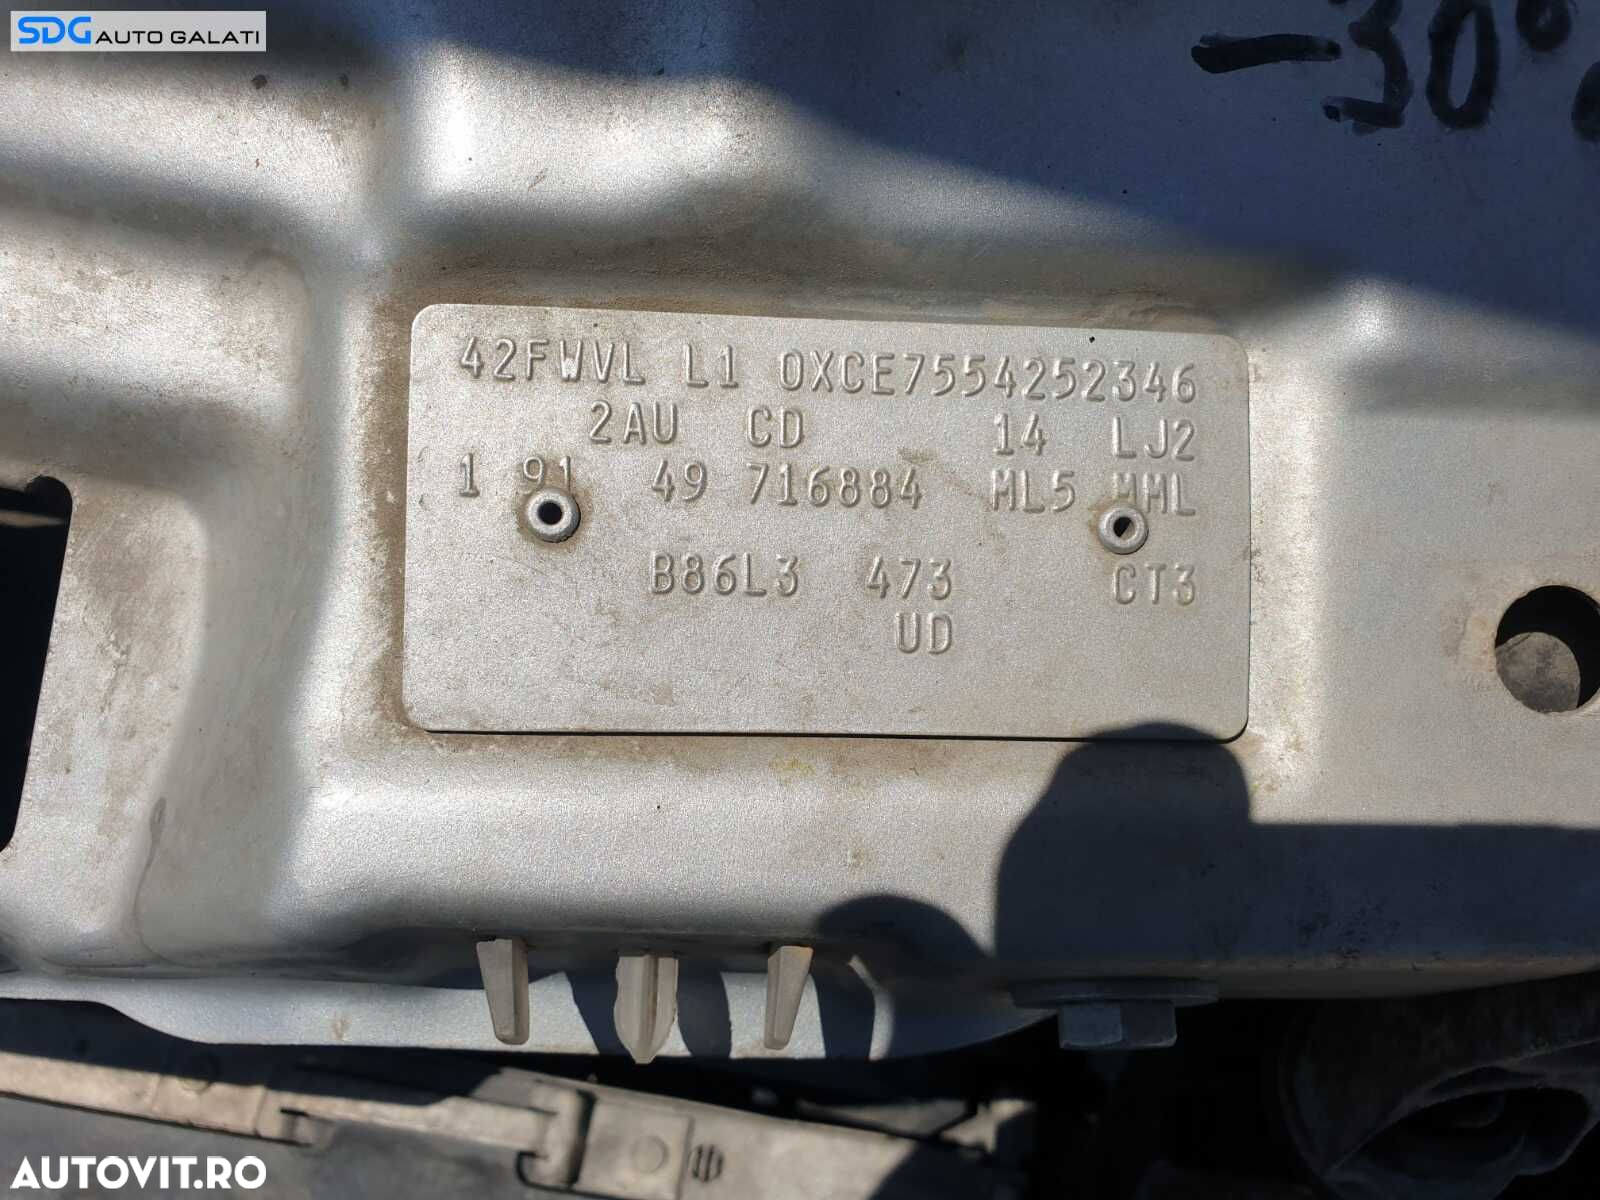 SDG AUTO GALATI
-30°
42FWVL L1 0XCE7554252346
2AU CD 14 LJ2
1 91 49 716884 ML5 MML
B86L3 473 CT3
UD
AUTOVIT.RO